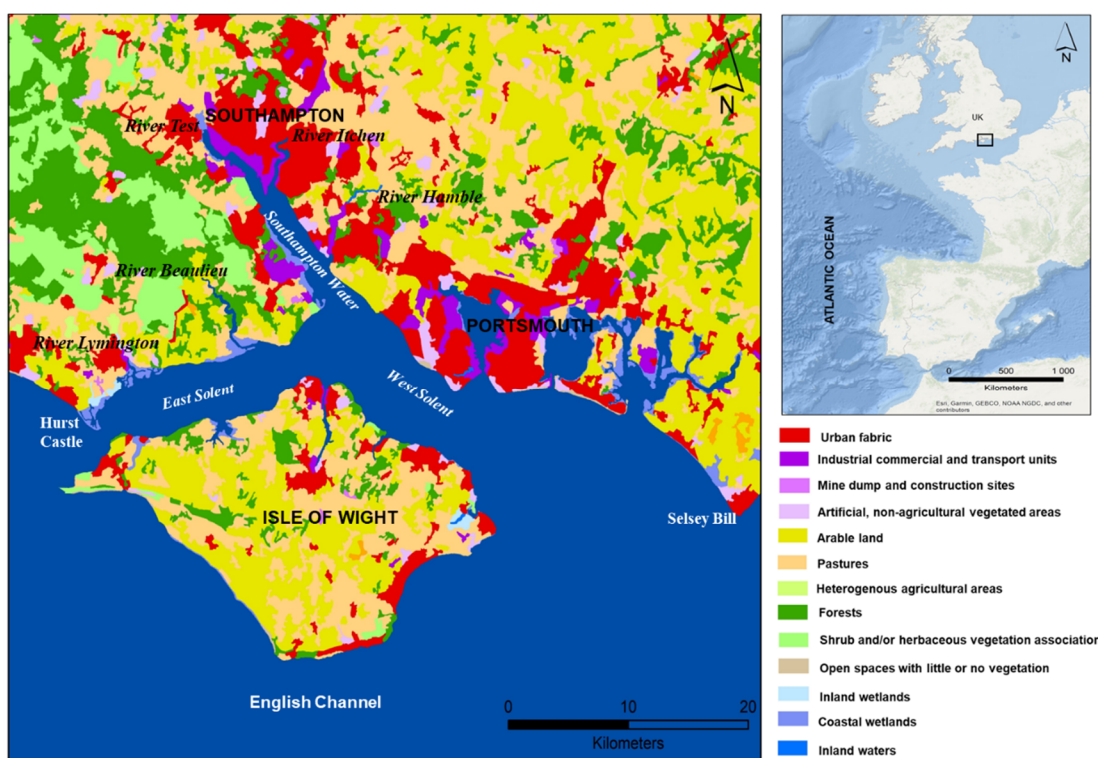 SOUTHAMPTON
River Test
River Itchen
N
River Hamble
Southampton Water
River Beaulieu
PORTSMOUTH
River Lymington
East Solent
West Solent
Hurst
Castle
ISLE OF WIGHT
Selsey Bill
English Channel
0 10 20
Kilometers
N
UK
ATLANTIC OCEAN
0 500 1 000
Kilometers
Esri, Garmin, GEBCO, NOAA NGDC, and other
contributors
Urban fabric
Industrial commercial and transport units
Mine dump and construction sites
Artificial, non-agricultural vegetated areas
Arable land
Pastures
Heterogenous agricultural areas
Forests
Shrub and/or herbaceous vegetation association
Open spaces with little or no vegetation
Inland wetlands
Coastal wetlands
Inland waters